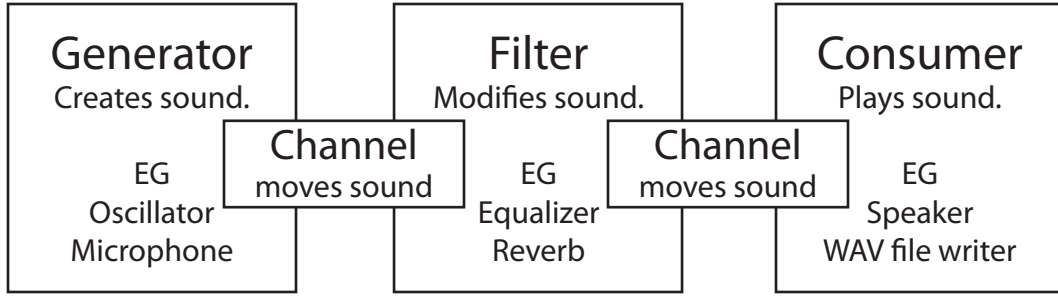 Generator
Creates sound.
EG
Oscillator
Microphone
Channel
moves sound
Filter
Modifies sound.
EG
Equalizer
Reverb
Channel
moves sound
Consumer
Plays sound.
EG
Speaker
WAV file writer